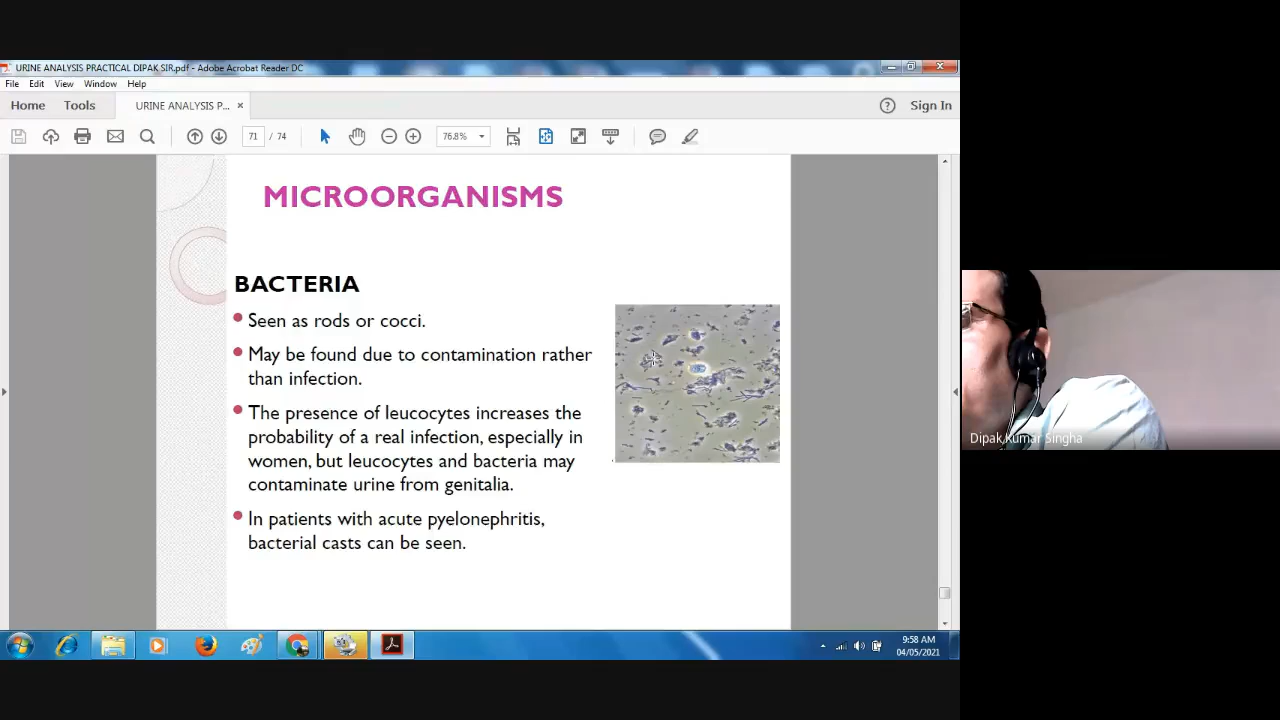 URINE ANALYSIS PRACTICAL DIPAK SIR.pdf - Adobe Acrobat Reader DC
File Edit View Window Help
Home Tools URINE ANALYSIS P... × Sign In
71 / 74 76.8%
MICROORGANISMS
BACTERIA
Seen as rods or cocci.
May be found due to contamination rather
than infection.
The presence of leucocytes increases the
probability of a real infection, especially in
women, but leucocytes and bacteria may
contaminate urine from genitalia.
In patients with acute pyelonephritis,
bacterial casts can be seen.
Dipak Kumar Singha
9:58 AM
04/05/2021